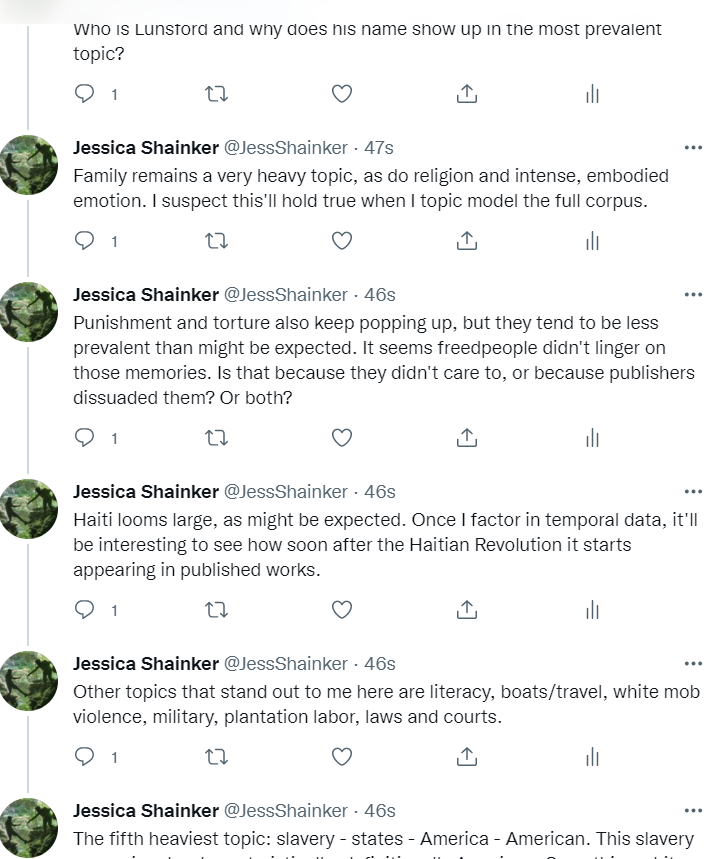 Who is Lunsford and why does his name show up in the most prevalent
topic?
1
Jessica Shainker @JessShainker · 47s
Family remains a very heavy topic, as do religion and intense, embodied
emotion. I suspect this'll hold true when I topic model the full corpus.
1
Jessica Shainker @JessShainker · 46s
Punishment and torture also keep popping up, but they tend to be less
prevalent than might be expected. It seems freedpeople didn't linger on
those memories. Is that because they didn't care to, or because publishers
dissuaded them? Or both?
1
Jessica Shainker @JessShainker · 46s
Haiti looms large, as might be expected. Once I factor in temporal data, it'll
be interesting to see how soon after the Haitian Revolution it starts
appearing in published works.
1
Jessica Shainker @JessShainker · 46s
Other topics that stand out to me here are literacy, boats/travel, white mob
violence, military, plantation labor, laws and courts.
1
Jessica Shainker @JessShainker · 46s
The fifth heaviest topic: slavery - states - America - American. This slavery